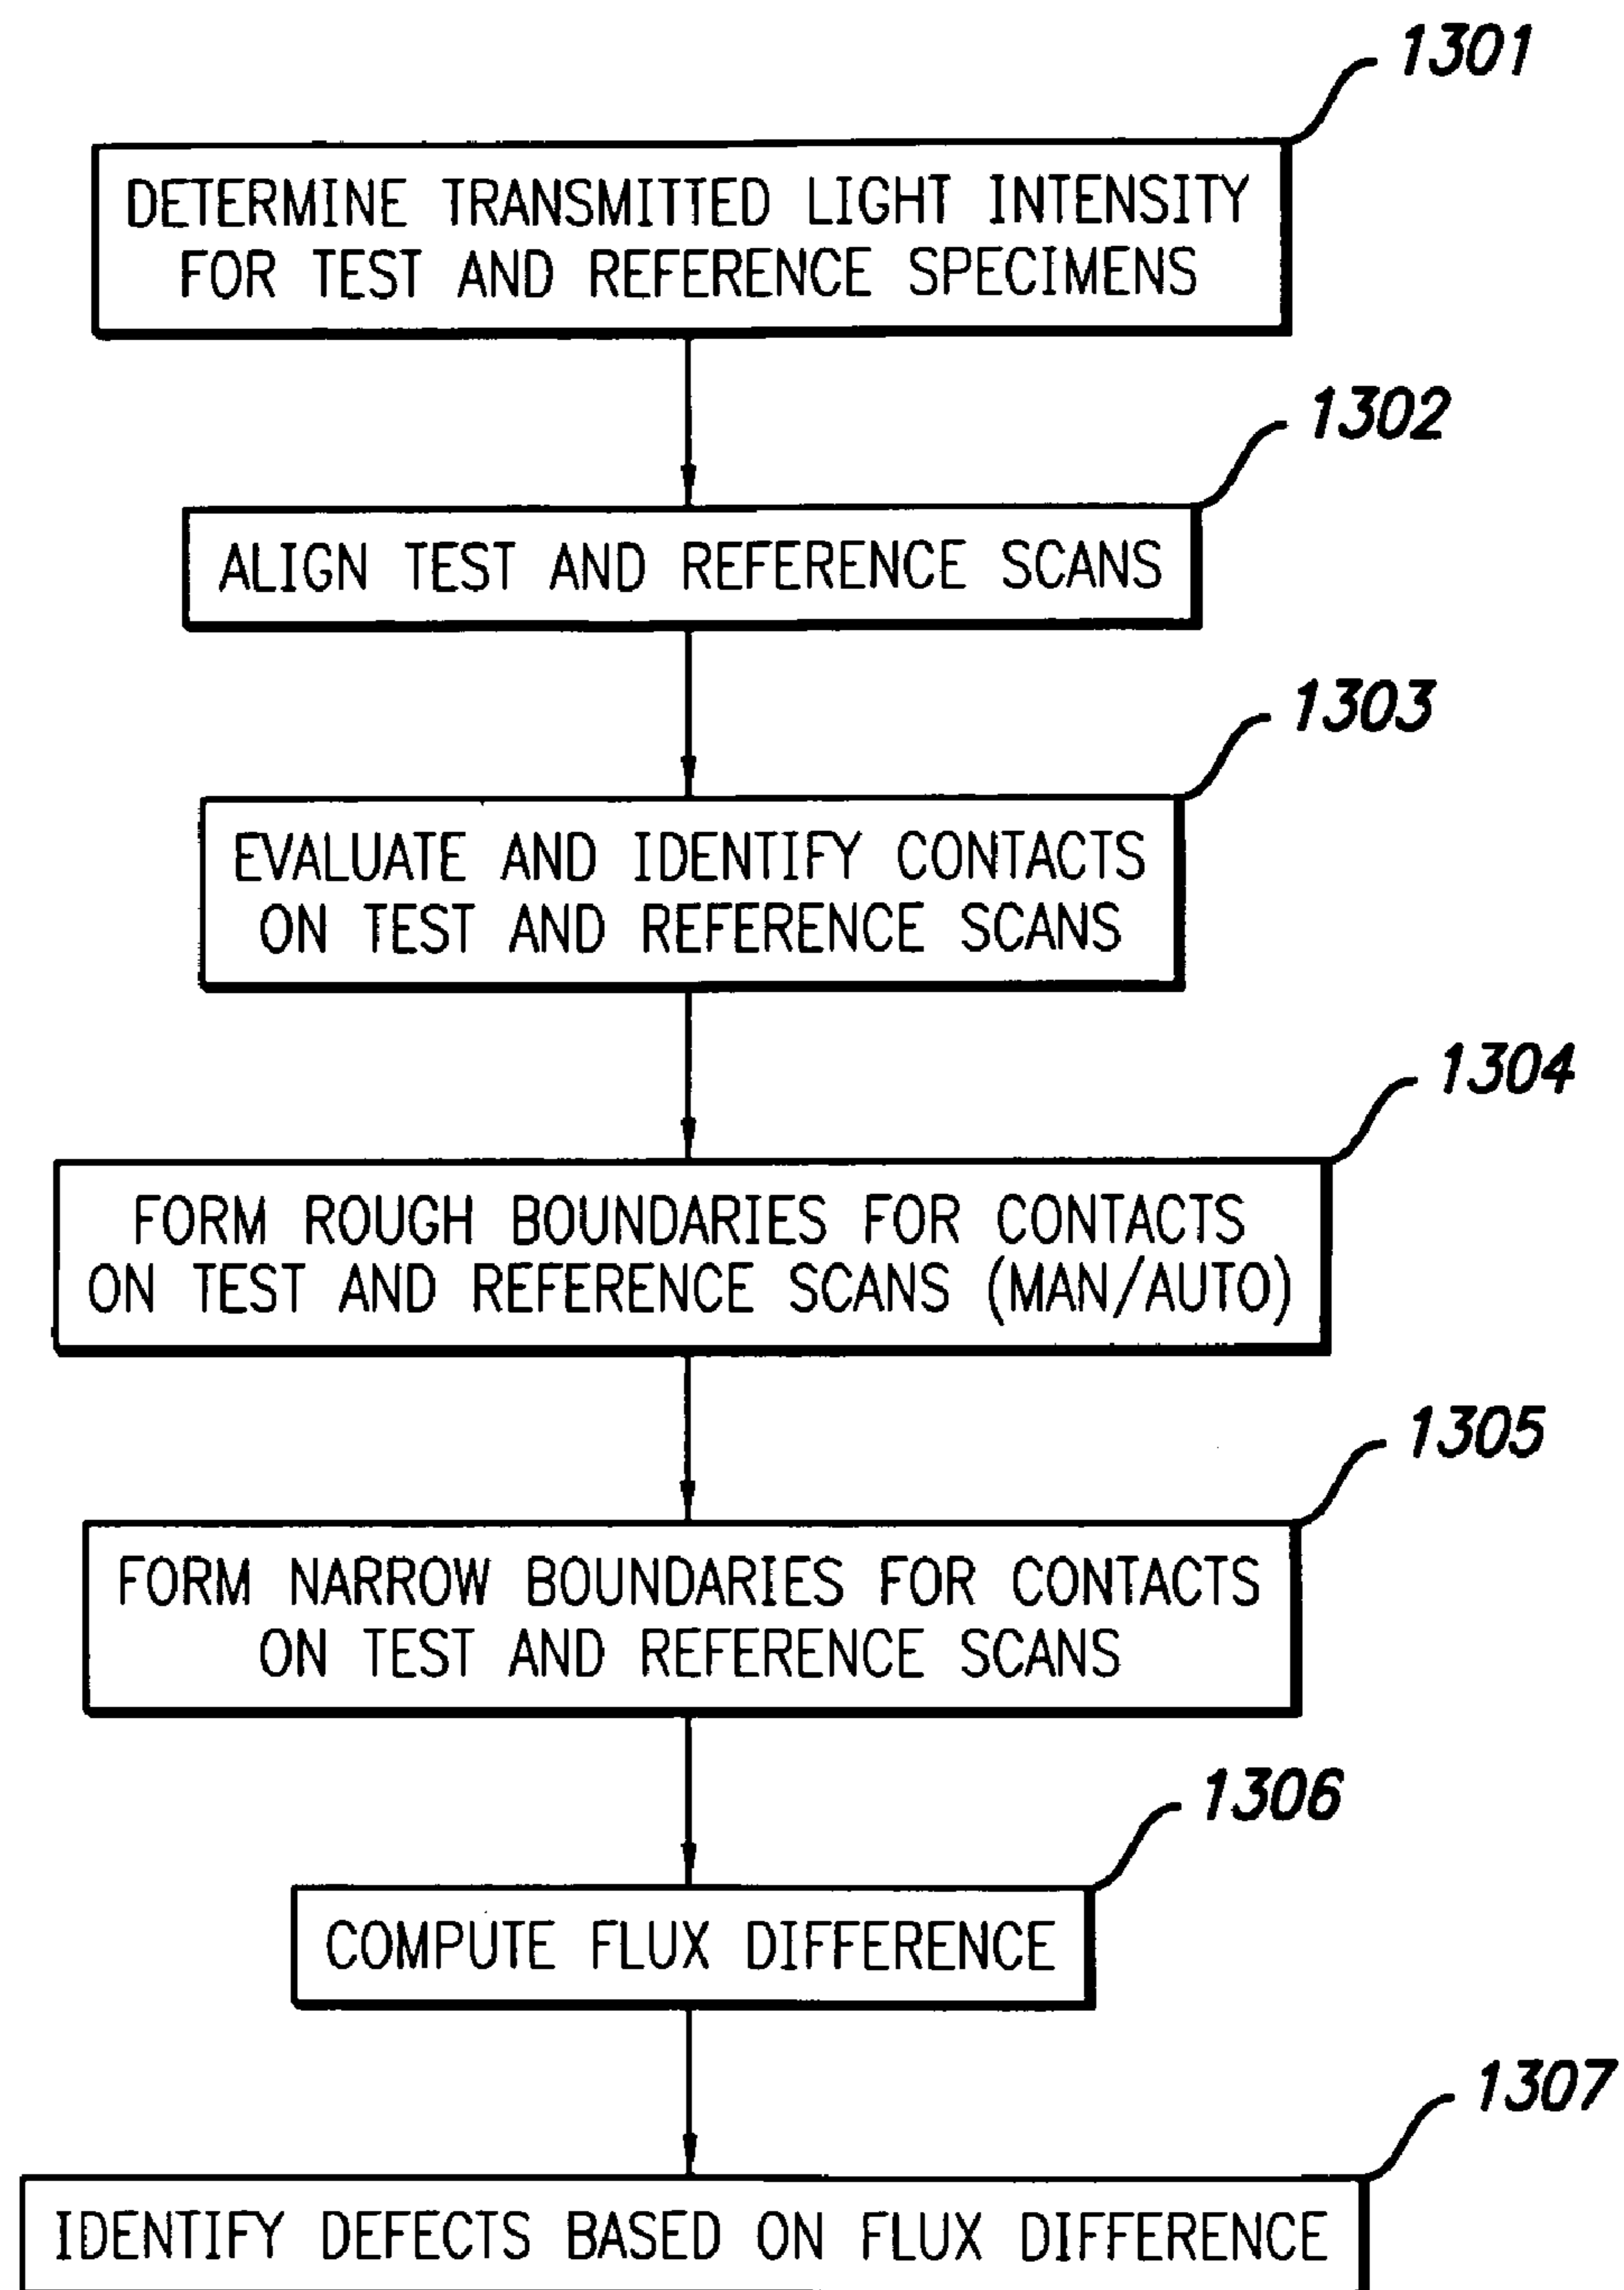 1301
DETERMINE TRANSMITTED LIGHT INTENSITY
FOR TEST AND REFERENCE SPECIMENS
1302
ALIGN TEST AND REFERENCE SCANS
1303
EVALUATE AND IDENTIFY CONTACTS
ON TEST AND REFERENCE SCANS
1304
FORM ROUGH BOUNDARIES FOR CONTACTS
ON TEST AND REFERENCE SCANS (MAN/AUTO)
1305
FORM NARROW BOUNDARIES FOR CONTACTS
ON TEST AND REFERENCE SCANS
1306
COMPUTE FLUX DIFFERENCE
1307
IDENTIFY DEFECTS BASED ON FLUX DIFFERENCE